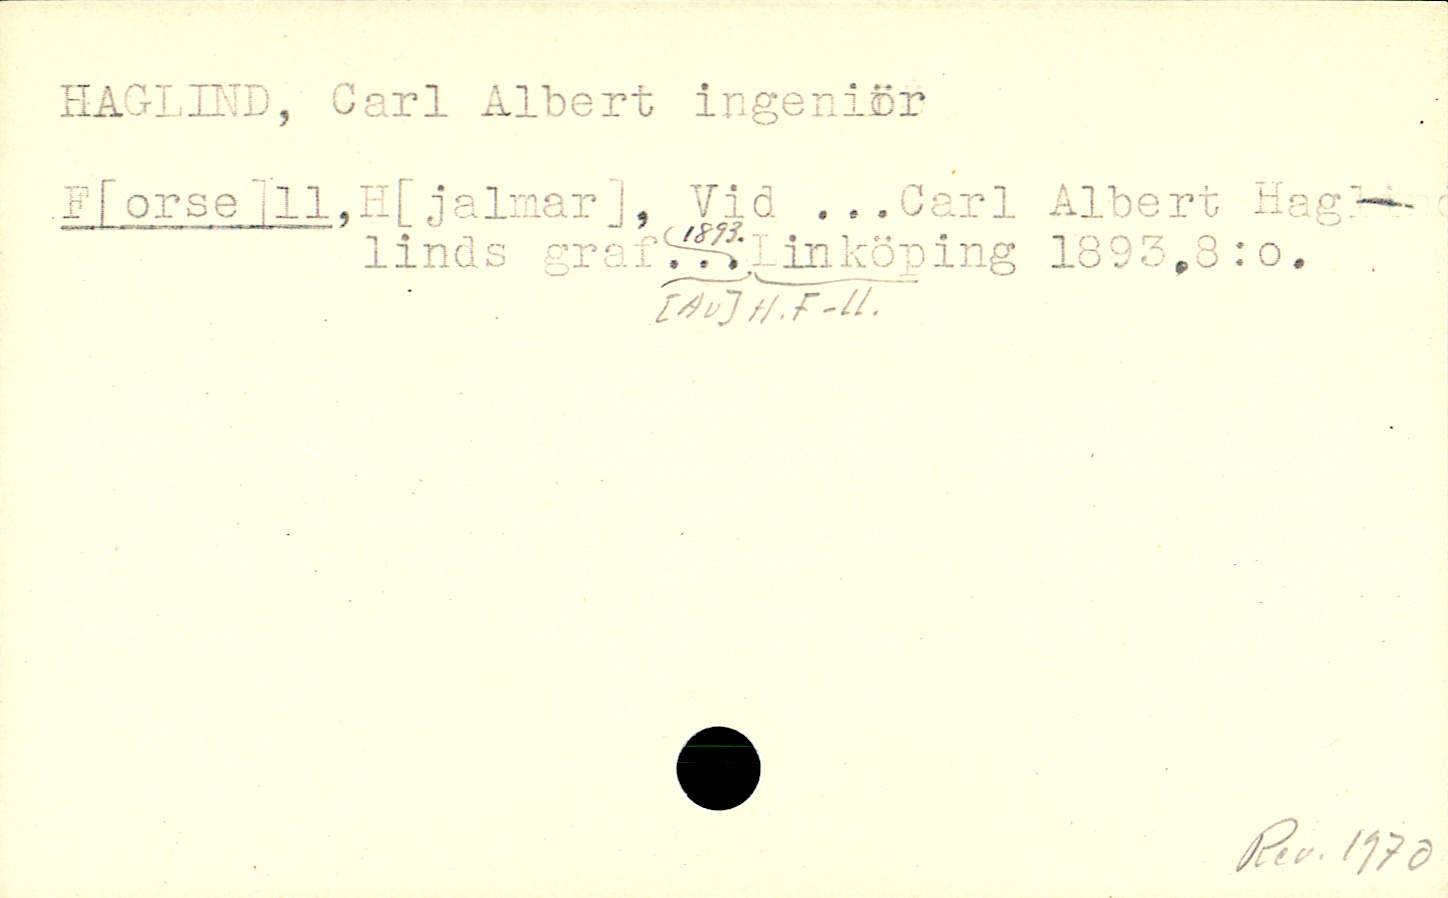 HAGLIND, Carl Albert ingeniör
F[orse]ll, H[jalmar], Vid ...Carl Albert Hag-
1893.
linds graf...Linköping 1893,8:o.
[Av] H.F-ll.
Rev. 1970